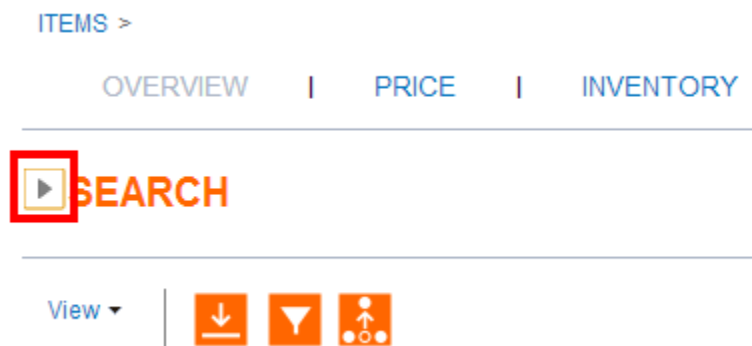 ITEMS >
OVERVIEW | PRICE | INVENTORY
SEARCH
View